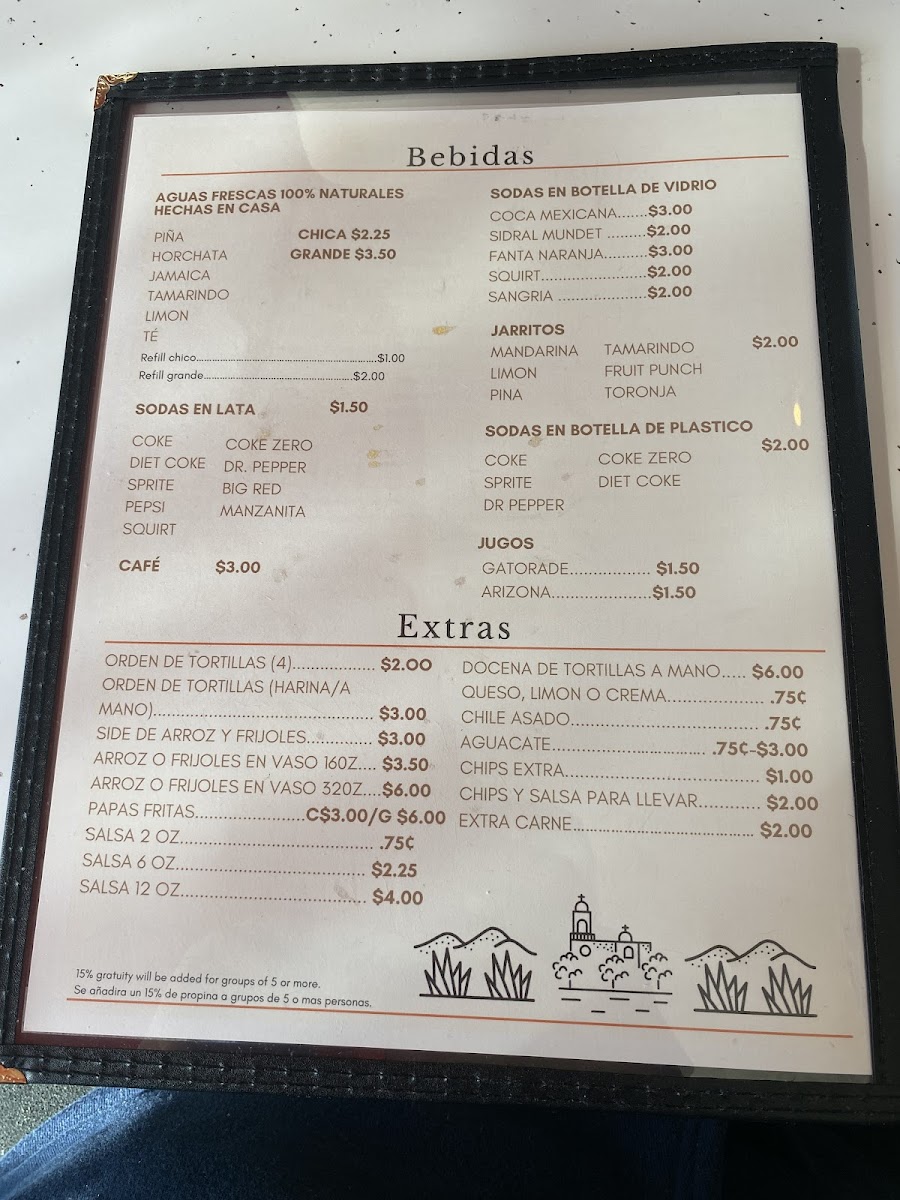 Bebidas
AGUAS FRESCAS 100% NATURALES
HECHAS EN CASA
PIÑA
CHICA $2.25
HORCHATA
GRANDE $3.50
JAMAICA
TAMARINDO
LIMON
TÉ
Refill chico.....$1.00
Refill grande.....$2.00
SODAS EN LATA $1.50
COKE COKE ZERO
DIET COKE DR. PEPPER
SPRITE BIG RED
PEPSI MANZANITA
SQUIRT
CAFÉ $3.00
SODAS EN BOTELLA DE VIDRIO
COCA MEXICANA.......$3.00
SIDRAL MUNDET .........$2.00
FANTA NARANJA..........$3.00
SQUIRT........................$2.00
SANGRIA ....................$2.00
JARRITOS
MANDARINA TAMARINDO $2.00
LIMON FRUIT PUNCH
PINA TORONJA
SODAS EN BOTELLA DE PLASTICO
$2.00
COKE COKE ZERO
SPRITE DIET COKE
DR PEPPER
JUGOS
GATORADE.................. $1.50
ARIZONA.......................$1.50
Extras
ORDEN DE TORTILLAS (4).................. $2.00
ORDEN DE TORTILLAS (HARINA/A
MANO)................................................ $3.00
SIDE DE ARROZ Y FRIJOLES.............. $3.00
ARROZ O FRIJOLES EN VASO 16OZ.... $3.50
ARROZ O FRIJOLES EN VASO 32OZ....$6.00
PAPAS FRITAS........................C$3.00/G $6.00
SALSA 2 OZ.......................................... .75¢
SALSA 6 OZ......................................... $2.25
SALSA 12 OZ........................................ $4.00
DOCENA DE TORTILLAS A MANO..... $6.00
QUESO, LIMON O CREMA..................... .75¢
CHILE ASADO.......................................... .75¢
AGUACATE.................................. .75¢-$3.00
CHIPS EXTRA.......................................... $1.00
CHIPS Y SALSA PARA LLEVAR............ $2.00
EXTRA CARNE........................................ $2.00
15% gratuity will be added for groups of 5 or more.
Se añadira un 15% de propina a grupos de 5 o mas personas.